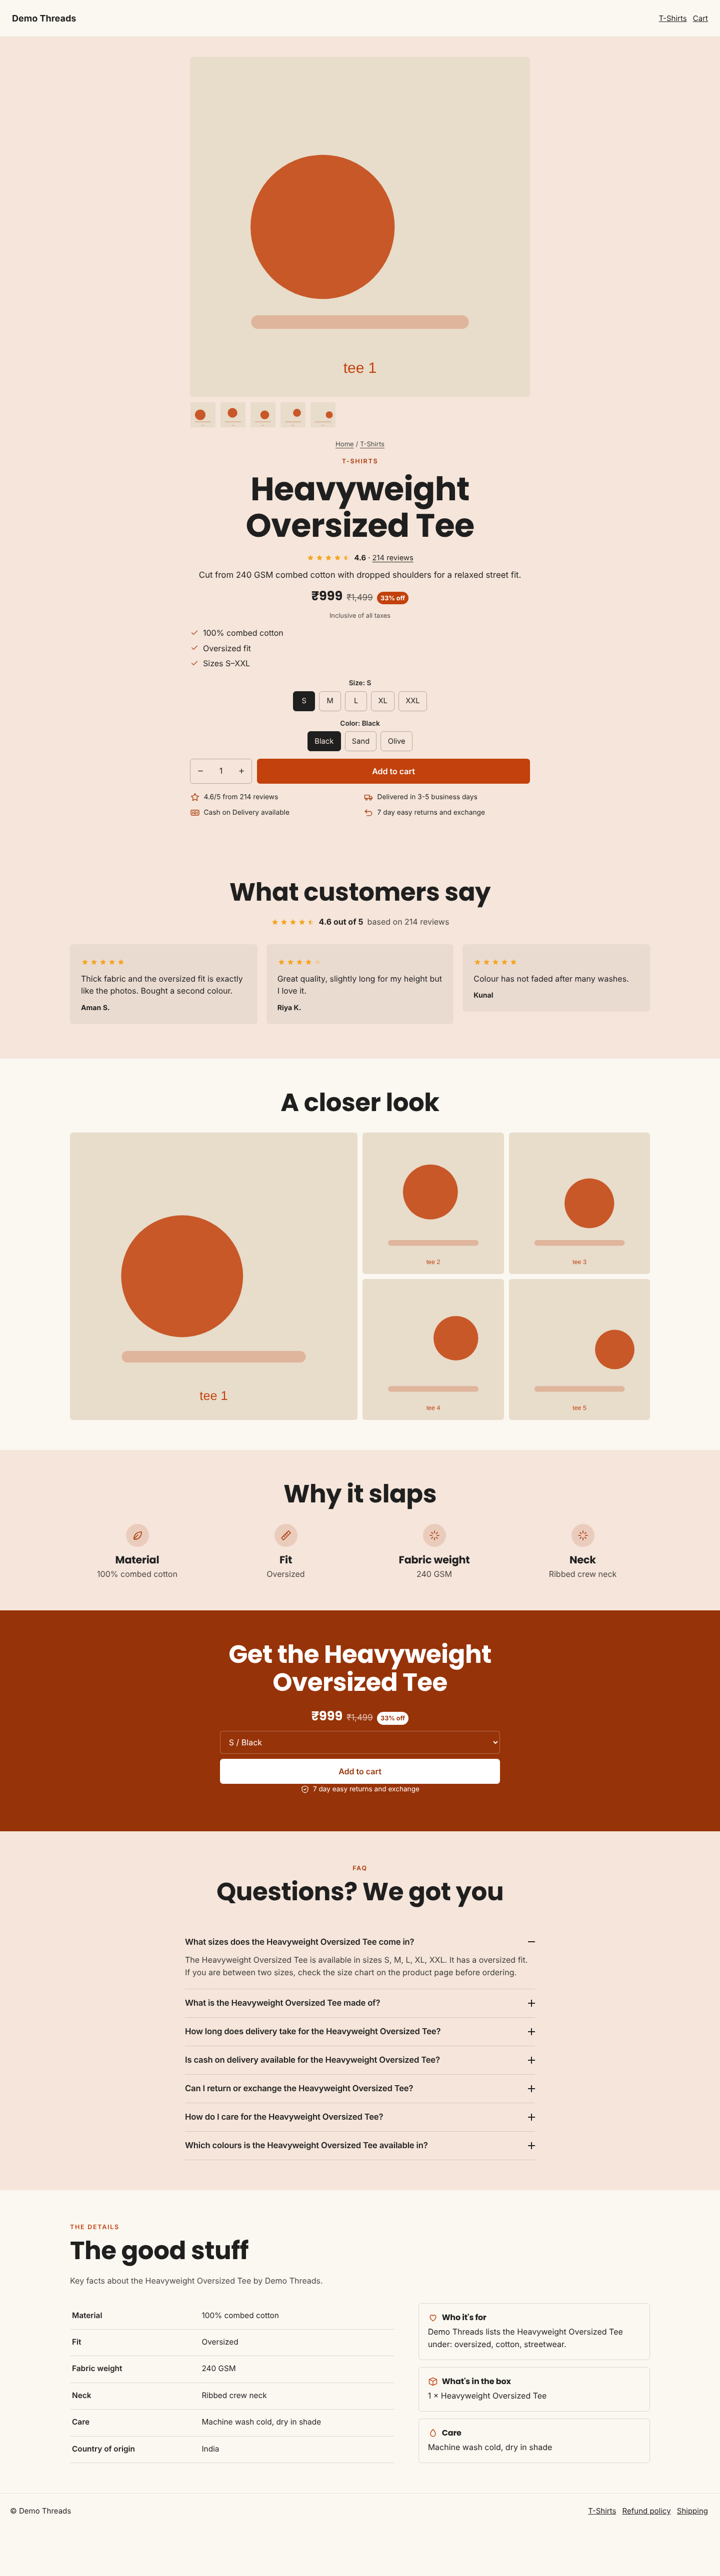 Demo Threads
T-Shirts Cart
tee 1
Home / T-Shirts
T-SHIRTS
Heavyweight
Oversized Tee
4.6 · 214 reviews
Cut from 240 GSM combed cotton with dropped shoulders for a relaxed street fit.
₹999 ₹1,499 33% off
Inclusive of all taxes
100% combed cotton
Oversized fit
Sizes S–XXL
Size: S
S M L XL XXL
Color: Black
Black Sand Olive
− 1 + Add to cart
4.6/5 from 214 reviews
Delivered in 3-5 business days
Cash on Delivery available
7 day easy returns and exchange
What customers say
4.6 out of 5 based on 214 reviews
Thick fabric and the oversized fit is exactly
like the photos. Bought a second colour.
Aman S.
Great quality, slightly long for my height but
I love it.
Riya K.
Colour has not faded after many washes.
Kunal
A closer look
tee 1
tee 2
tee 3
tee 4
tee 5
Why it slaps
Material
100% combed cotton
Fit
Oversized
Fabric weight
240 GSM
Neck
Ribbed crew neck
Get the Heavyweight
Oversized Tee
₹999 ₹1,499 33% off
S / Black
Add to cart
7 day easy returns and exchange
FAQ
Questions? We got you
What sizes does the Heavyweight Oversized Tee come in?
The Heavyweight Oversized Tee is available in sizes S, M, L, XL, XXL. It has a oversized fit.
If you are between two sizes, check the size chart on the product page before ordering.
What is the Heavyweight Oversized Tee made of?
How long does delivery take for the Heavyweight Oversized Tee?
Is cash on delivery available for the Heavyweight Oversized Tee?
Can I return or exchange the Heavyweight Oversized Tee?
How do I care for the Heavyweight Oversized Tee?
Which colours is the Heavyweight Oversized Tee available in?
THE DETAILS
The good stuff
Key facts about the Heavyweight Oversized Tee by Demo Threads.
Material 100% combed cotton
Fit Oversized
Fabric weight 240 GSM
Neck Ribbed crew neck
Care Machine wash cold, dry in shade
Country of origin India
Who it's for
Demo Threads lists the Heavyweight Oversized Tee
under: oversized, cotton, streetwear.
What's in the box
1 × Heavyweight Oversized Tee
Care
Machine wash cold, dry in shade
© Demo Threads
T-Shirts Refund policy Shipping